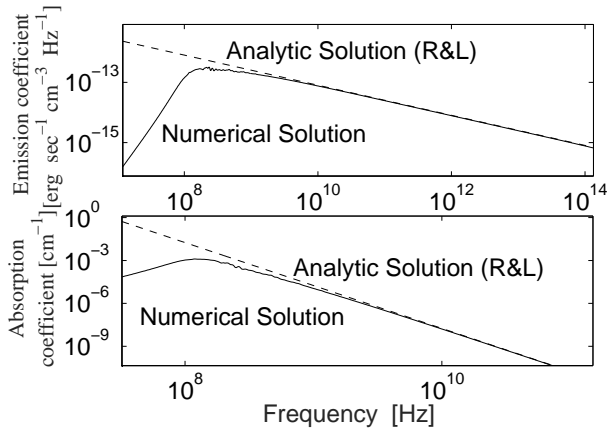 Emission coefficient
[erg sec⁻¹ cm⁻³ Hz⁻¹]
10⁻¹³
10⁻¹⁵
Analytic Solution (R&L)
Numerical Solution
10⁸
10¹⁰
10¹²
10¹⁴
Absorption
coefficient [cm⁻¹]
10⁰
10⁻³
10⁻⁶
10⁻⁹
Analytic Solution (R&L)
Numerical Solution
10⁸
10¹⁰
Frequency [Hz]